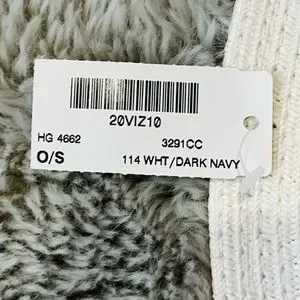 20VIZ10
HG 4662 3291CC
O/S 114 WHT/DARK NAVY